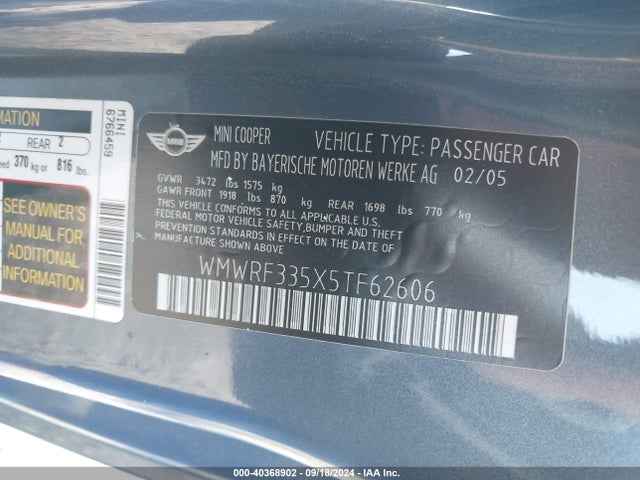 MATION
REAR 2
eed 370 kg or 816 lbs.
SEE OWNER'S
MANUAL FOR
ADDITIONAL
INFORMATION
MINI
6766459
MINI
MINI COOPER VEHICLE TYPE: PASSENGER CAR
MFD BY BAYERISCHE MOTOREN WERKE AG 02/05
GVWR 3472 lbs 1575 kg
GAWR FRONT 1918 lbs 870 kg REAR 1698 lbs 770 kg
THIS VEHICLE CONFORMS TO ALL APPLICABLE U.S.
FEDERAL MOTOR VEHICLE SAFETY,BUMPER, AND THEFT
PREVENTION STANDARDS IN EFFECT ON THE DATE OF
MANUFACTURE SHOWN ABOVE
WMWRF335X5TF62606
000-40368902 - 09/18/2024 - IAAI.com